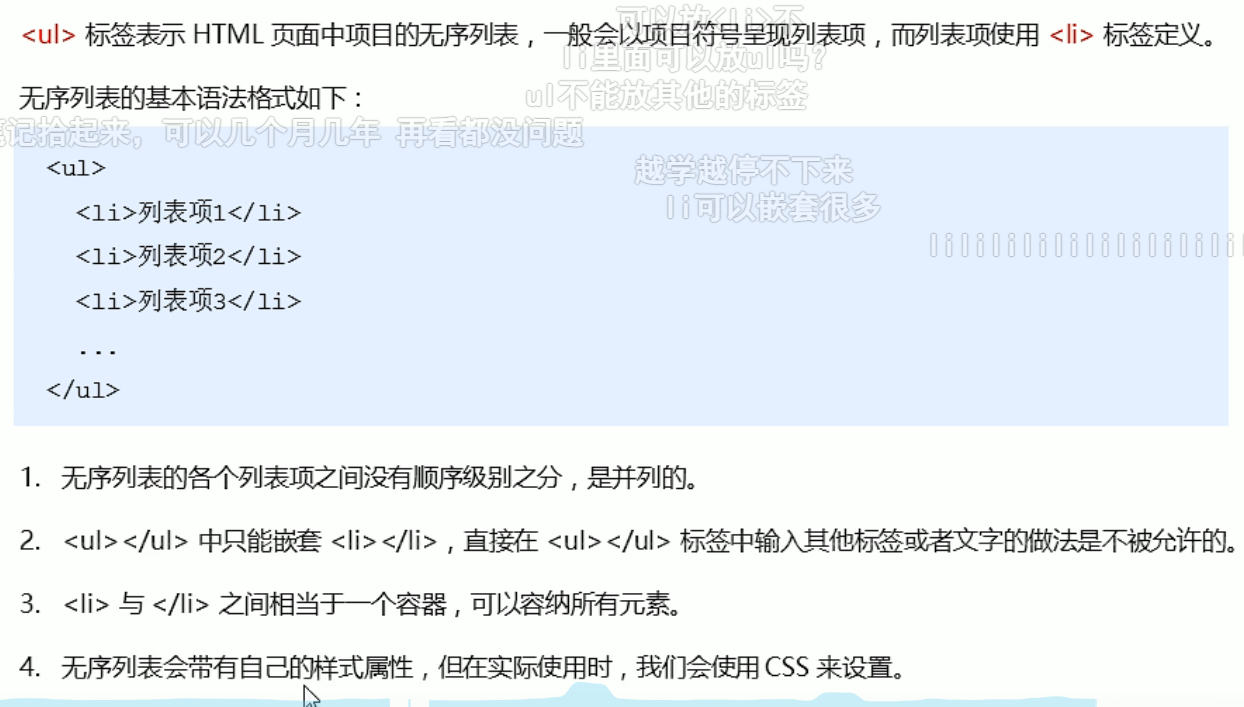 可以放<li>不
<ul> 标签表示 HTML 页面中项目的无序列表，一般会以项目符号呈现列表项，而列表项使用 <li> 标签定义。
li里面可以放ul吗？
ul不能放其他的标签
无序列表的基本语法格式如下：
笔记拾起来，可以几个月几年 再看都没问题
<ul>
越学越停不下来
<li>列表项1</li>
li可以嵌套很多
<li>列表项2</li>
lililililililililili
<li>列表项3</li>
...
</ul>
1. 无序列表的各个列表项之间没有顺序级别之分，是并列的。
2. <ul></ul> 中只能嵌套 <li></li>，直接在 <ul></ul> 标签中输入其他标签或者文字的做法是不被允许的。
3. <li> 与 </li> 之间相当于一个容器，可以容纳所有元素。
4. 无序列表会带有自己的样式属性，但在实际使用时，我们会使用 CSS 来设置。